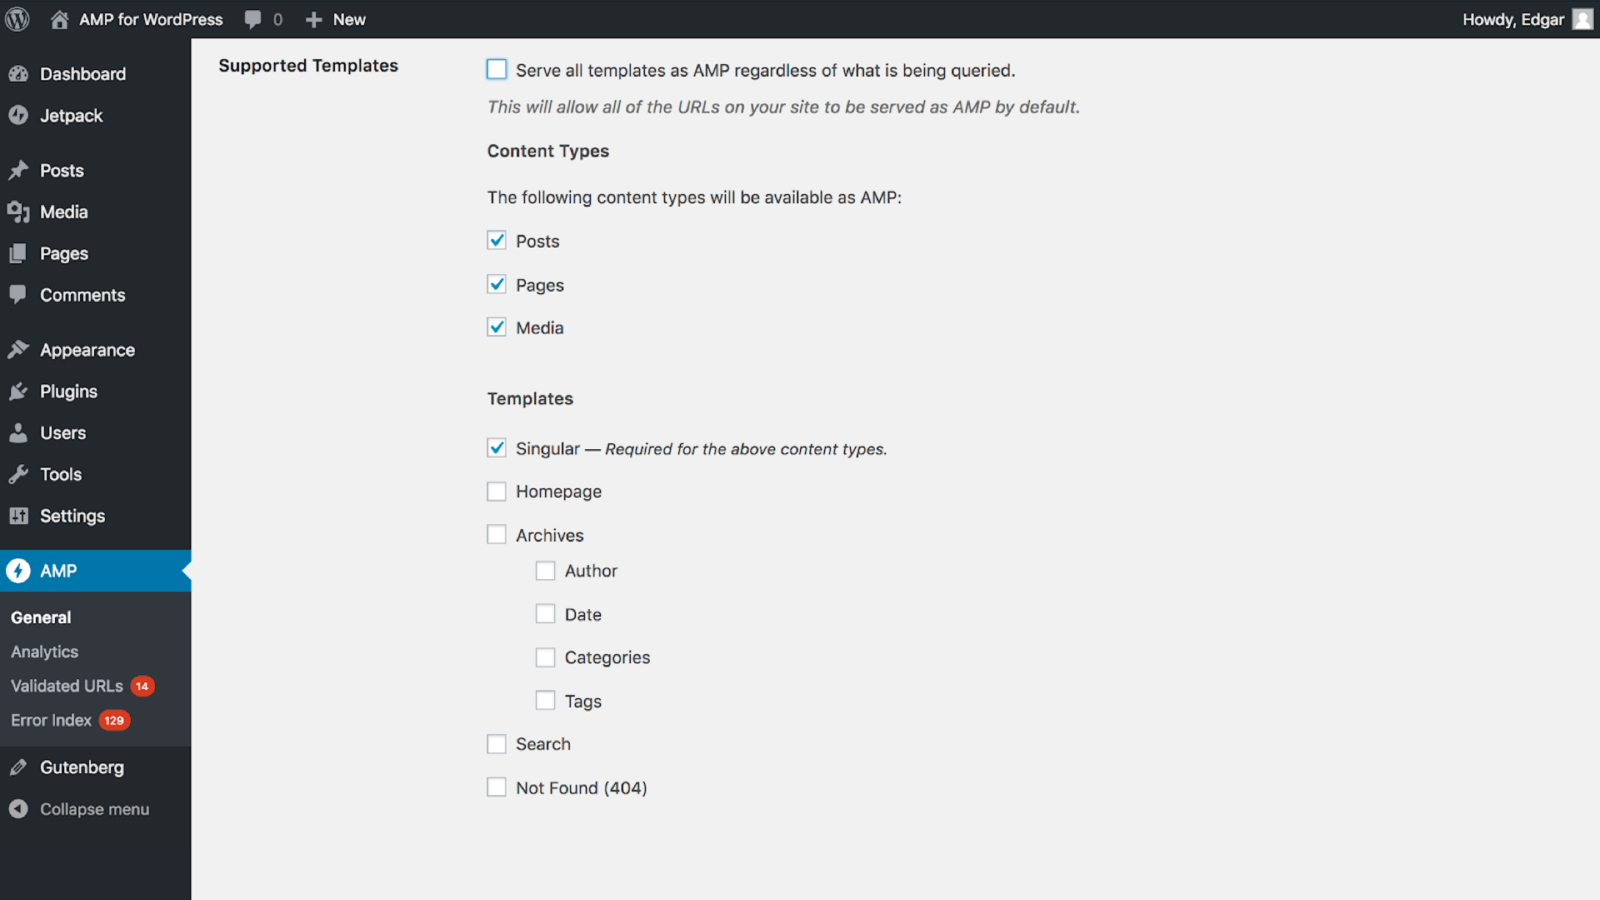 AMP for WordPress 0 New Howdy, Edgar
Dashboard
Jetpack
Posts
Media
Pages
Comments
Appearance
Plugins
Users
Tools
Settings
AMP
General
Analytics
Validated URLs 14
Error Index 129
Gutenberg
Collapse menu
Supported Templates
Serve all templates as AMP regardless of what is being queried.
This will allow all of the URLs on your site to be served as AMP by default.
Content Types
The following content types will be available as AMP:
Posts
Pages
Media
Templates
Singular — Required for the above content types.
Homepage
Archives
Author
Date
Categories
Tags
Search
Not Found (404)